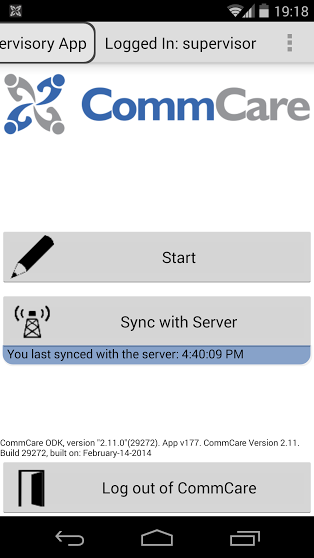 19:18
ervisory App
Logged In: supervisor
CommCare
Start
Sync with Server
You last synced with the server: 4:40:09 PM
CommCare ODK, version "2.11.0"(29272). App v177. CommCare Version 2.11.
Build 29272, built on: February-14-2014
Log out of CommCare